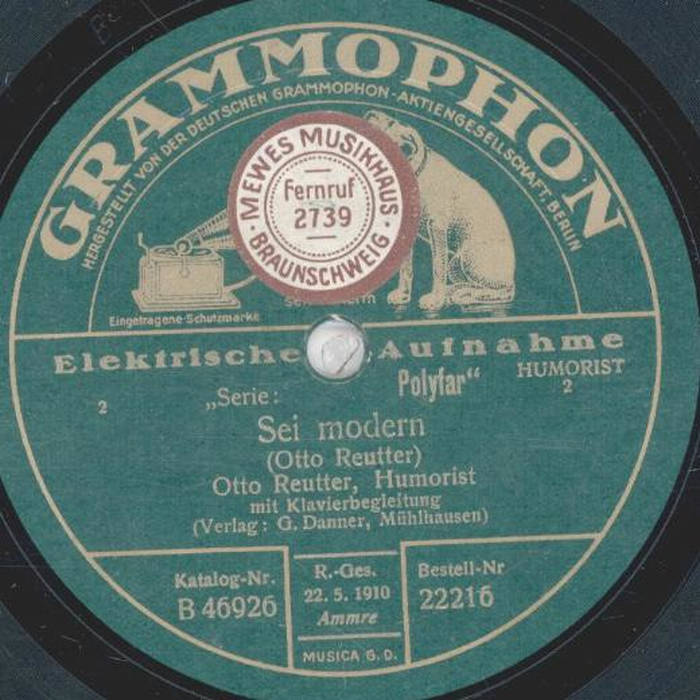 GRAMMOPHON
HERGESTELLT VON DER DEUTSCHEN GRAMMOPHON-AKTIENGESELLSCHAFT, BERLIN
MEWES MUSIKHAUS
Fernruf
2739
BRAUNSCHWEIG
Eingetragene Schutzmarke
Elektrische Aufnahme
HUMORIST
2
2
„Serie: Polyfar“
Sei modern
(Otto Reutter)
Otto Reutter, Humorist
mit Klavierbegleitung
(Verlag: G. Danner, Mühlhausen)
Katalog-Nr.
B 46926
R.-Ges.
22. 5. 1910
Ammre
Bestell-Nr
22216
MUSICA G. D.